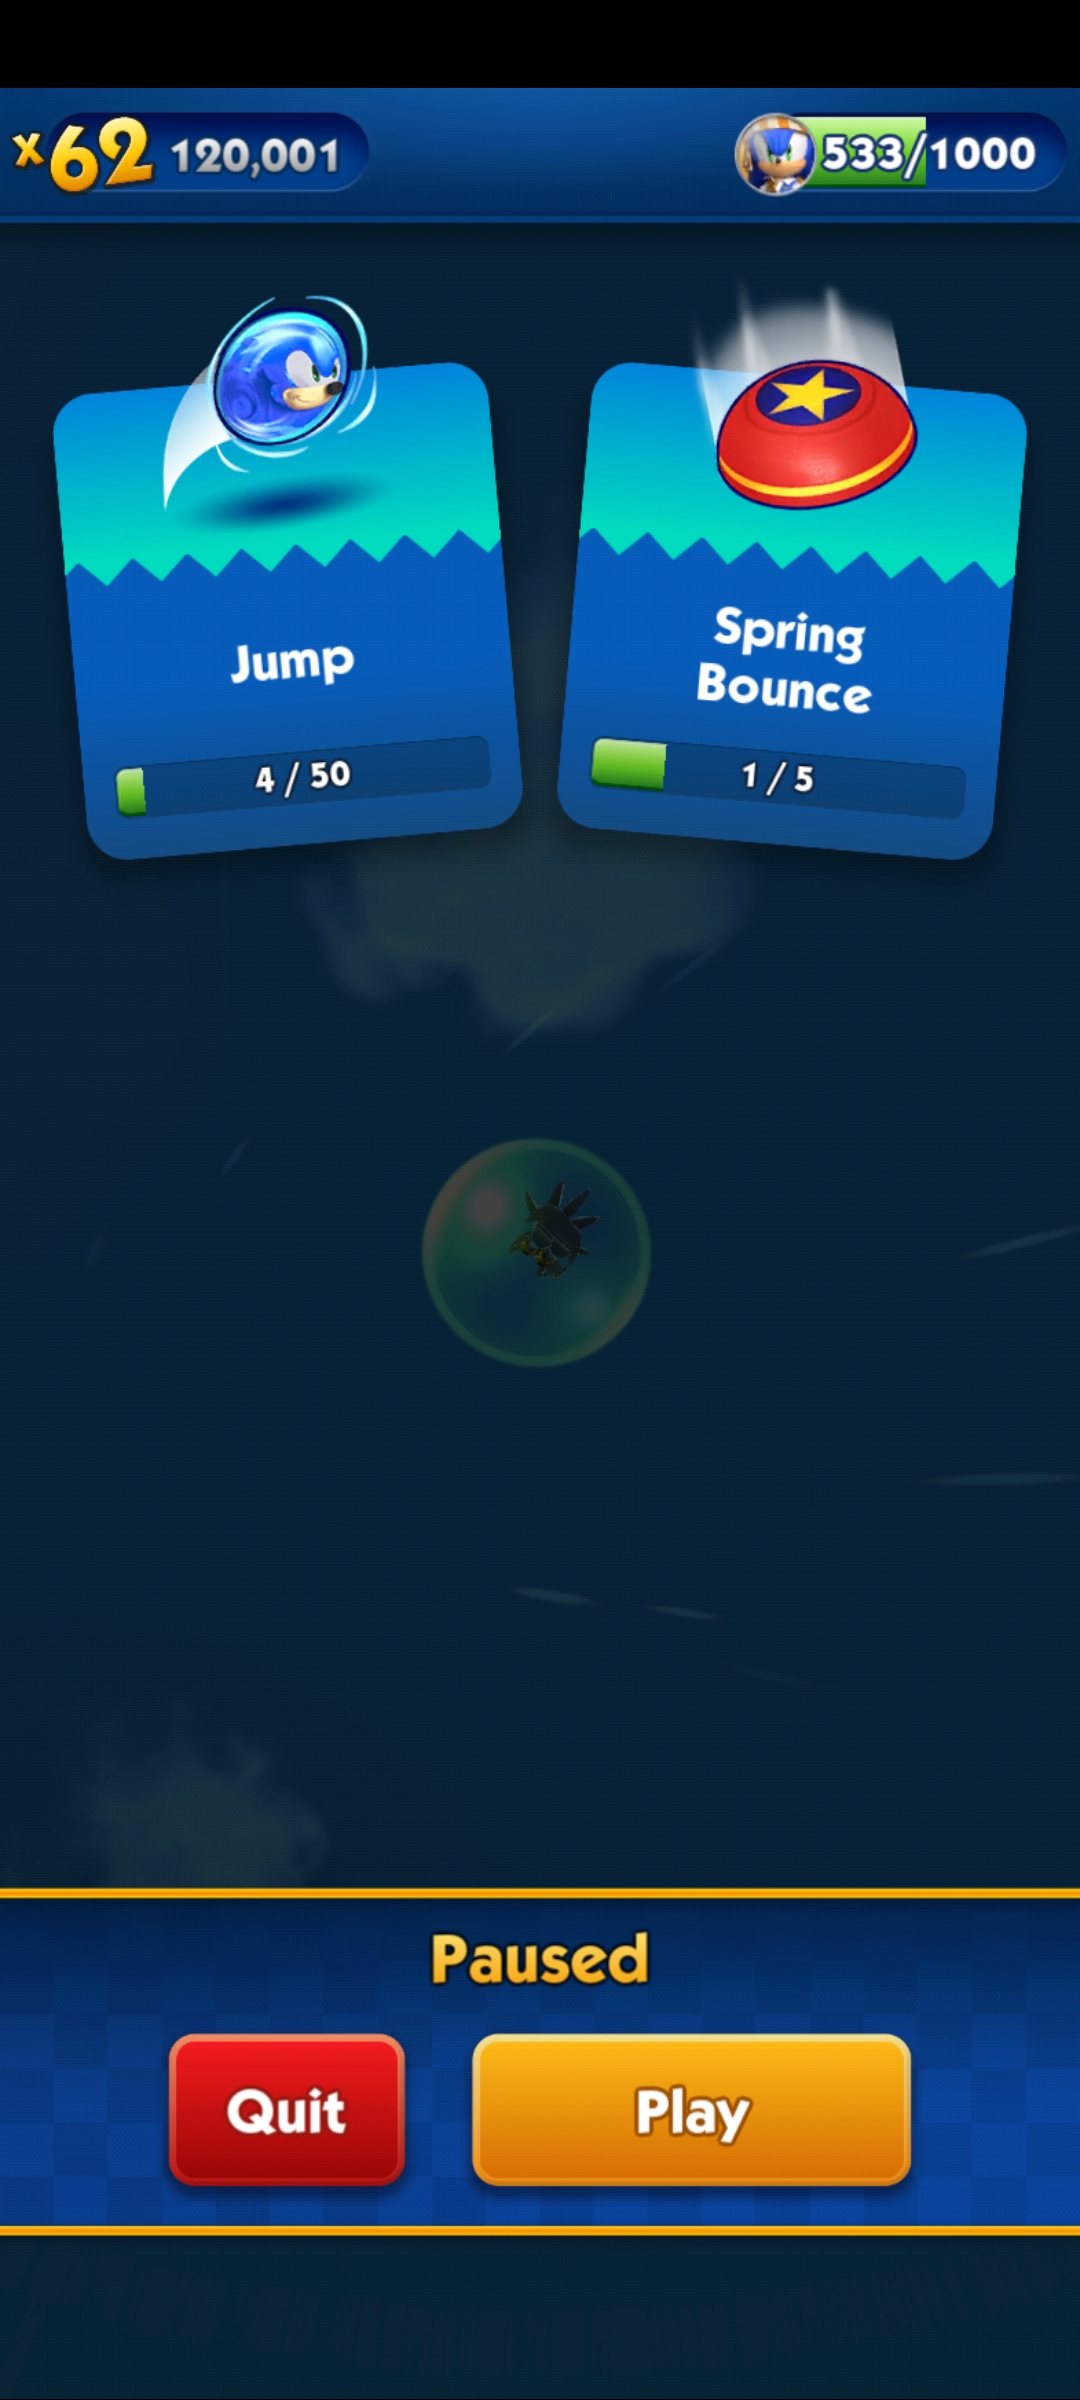 x62 120,001
533/1000
Jump
4 / 50
Spring
Bounce
1 / 5
Paused
Quit
Play